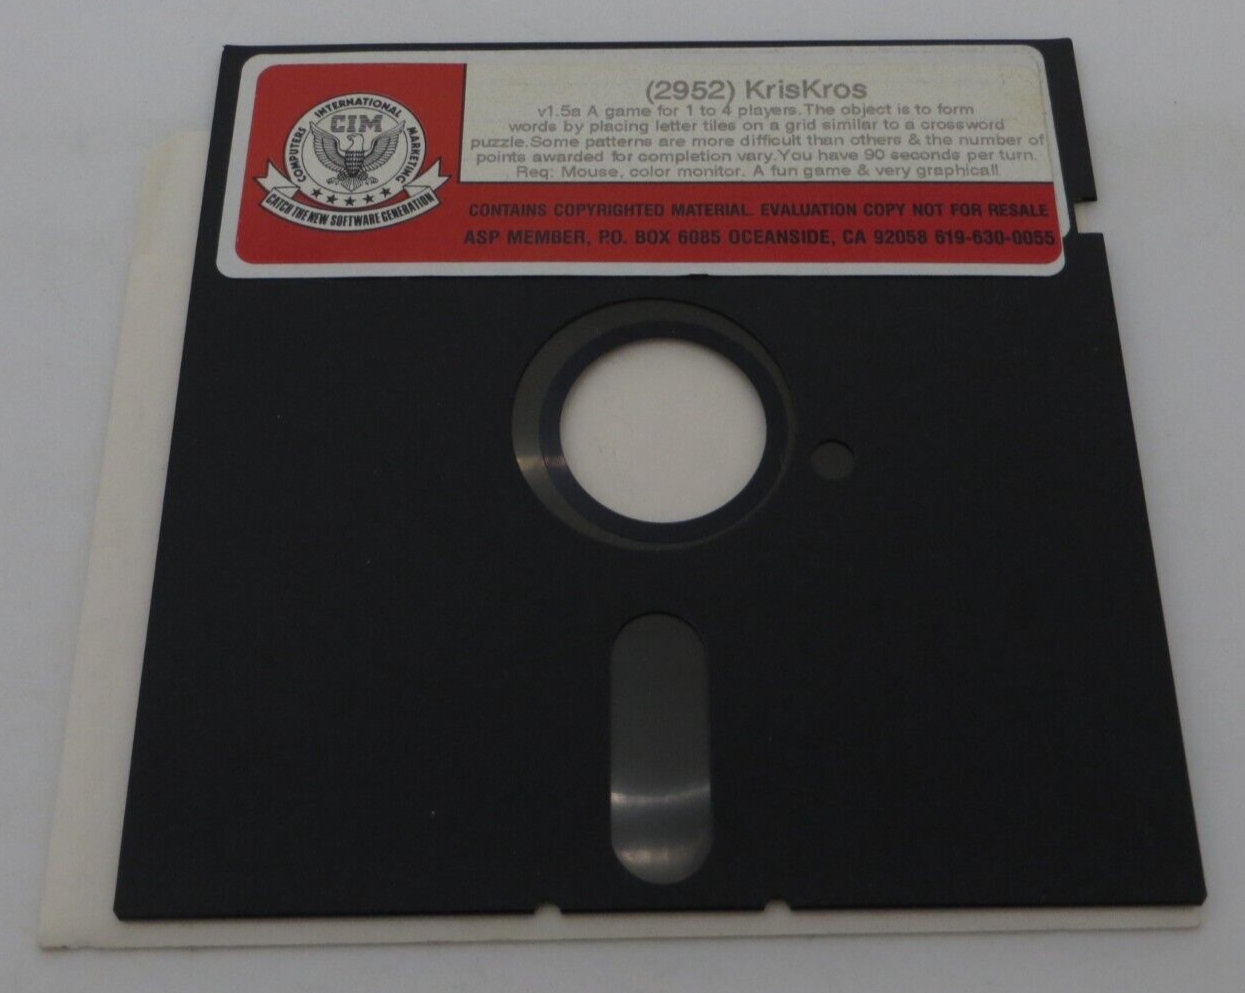 (2952) KrisKros
v1.5a A game for 1 to 4 players.The object is to form
words by placing letter tiles on a grid similar to a crossword
puzzle.Some patterns are more difficult than others & the number of
points awarded for completion vary.You have 90 seconds per turn.
Req: Mouse, color monitor. A fun game & very graphical!!
COMPUTERS INTERNATIONAL MARKETING
CIM
CATCH THE NEW SOFTWARE GENERATION
CONTAINS COPYRIGHTED MATERIAL. EVALUATION COPY NOT FOR RESALE
ASP MEMBER, P.O. BOX 6085 OCEANSIDE, CA 92058 619-630-0055